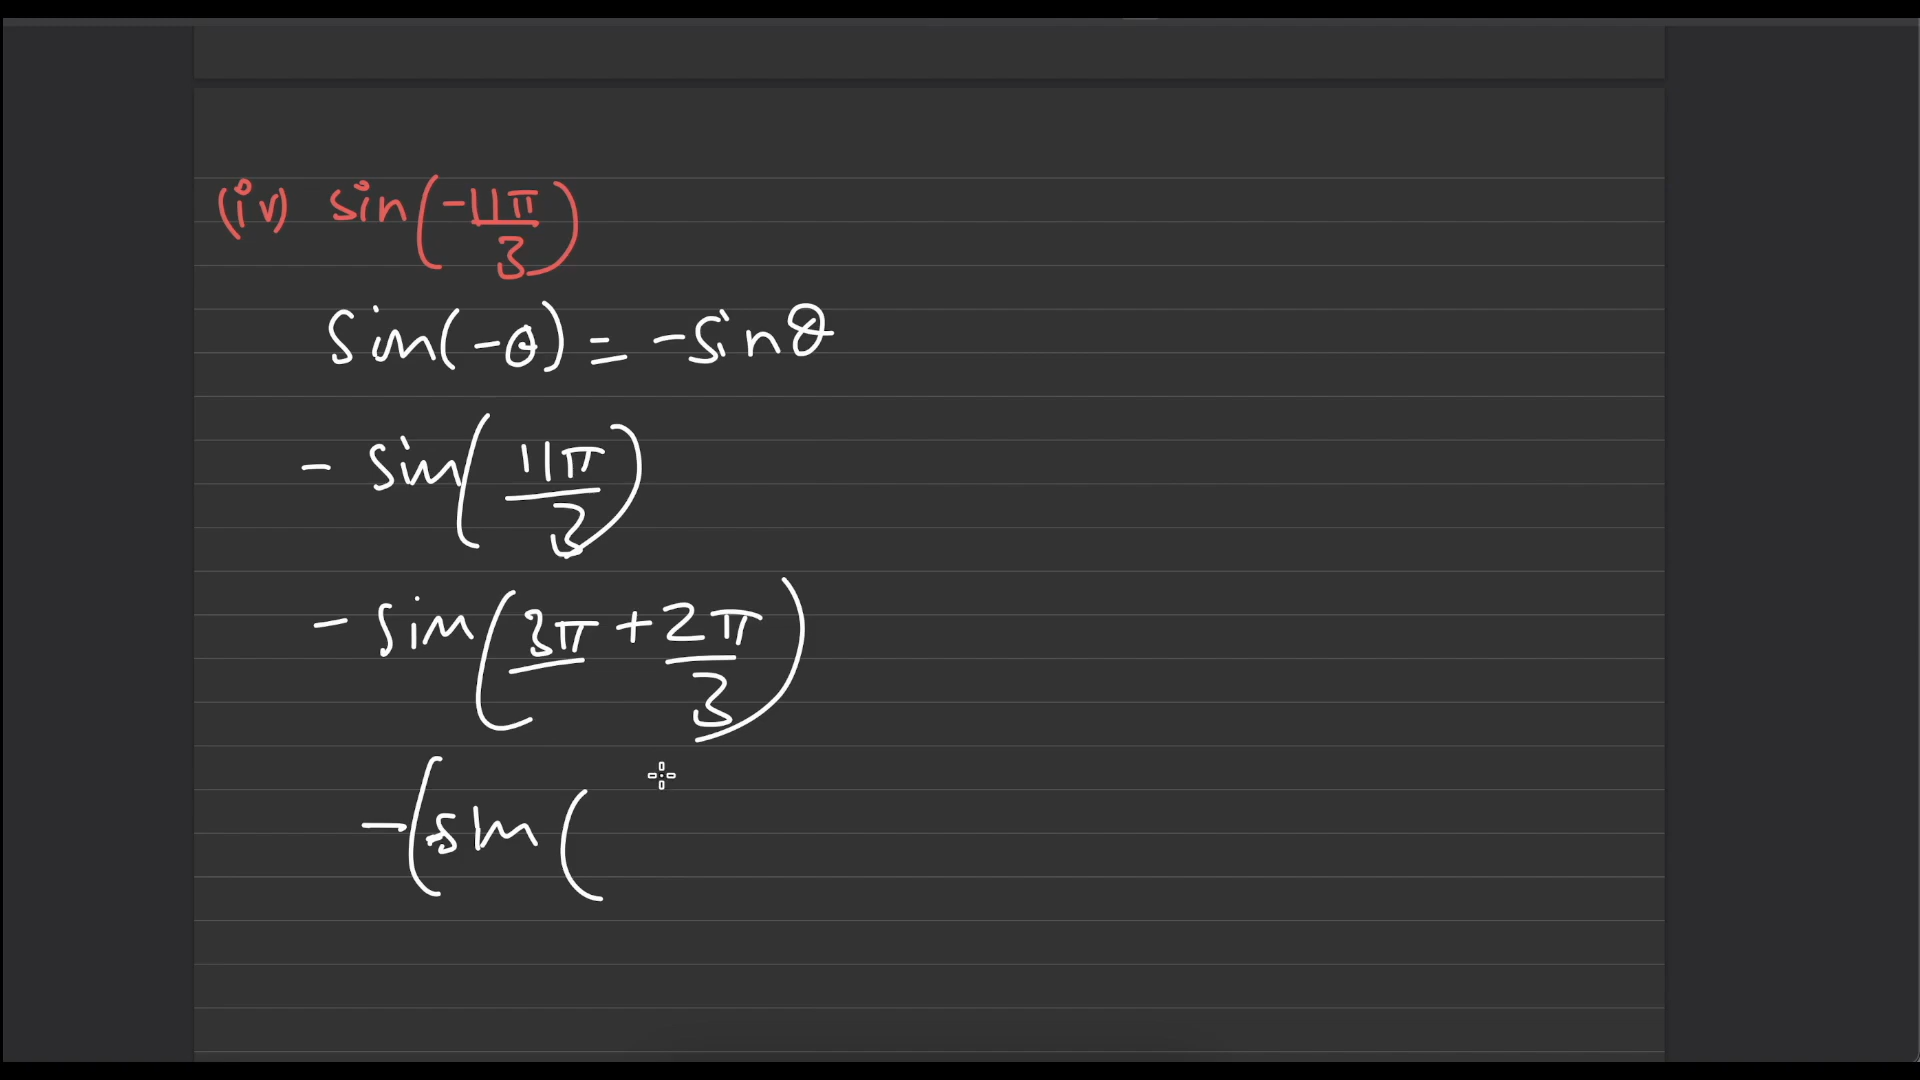 (iv) sin(-11π/3)
sin(-θ) = -sinθ
- sin(11π/3)
- sin(3π + 2π/3)
-(sin(